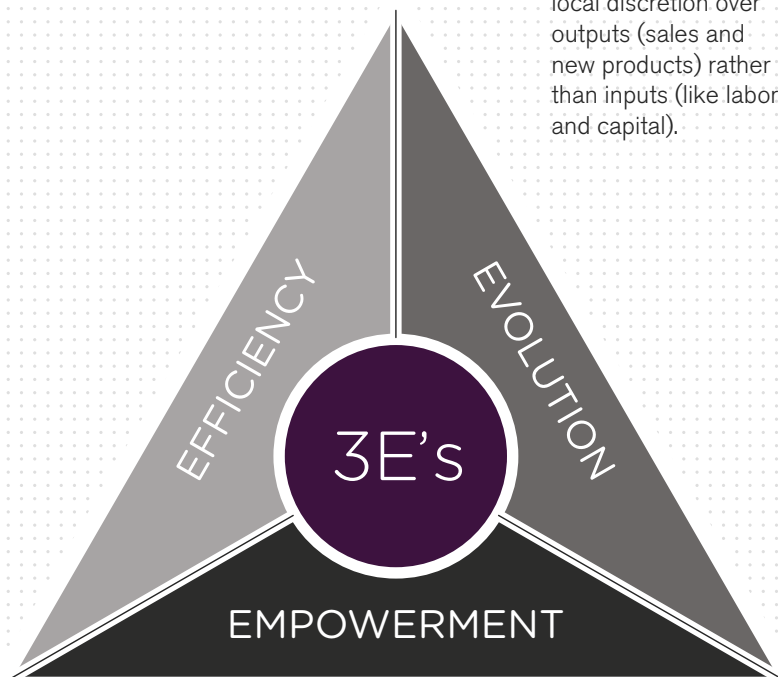 local discretion over
outputs (sales and
new products) rather
than inputs (like labor
and capital).
EFFICIENCY
EVOLUTION
3E's
EMPOWERMENT